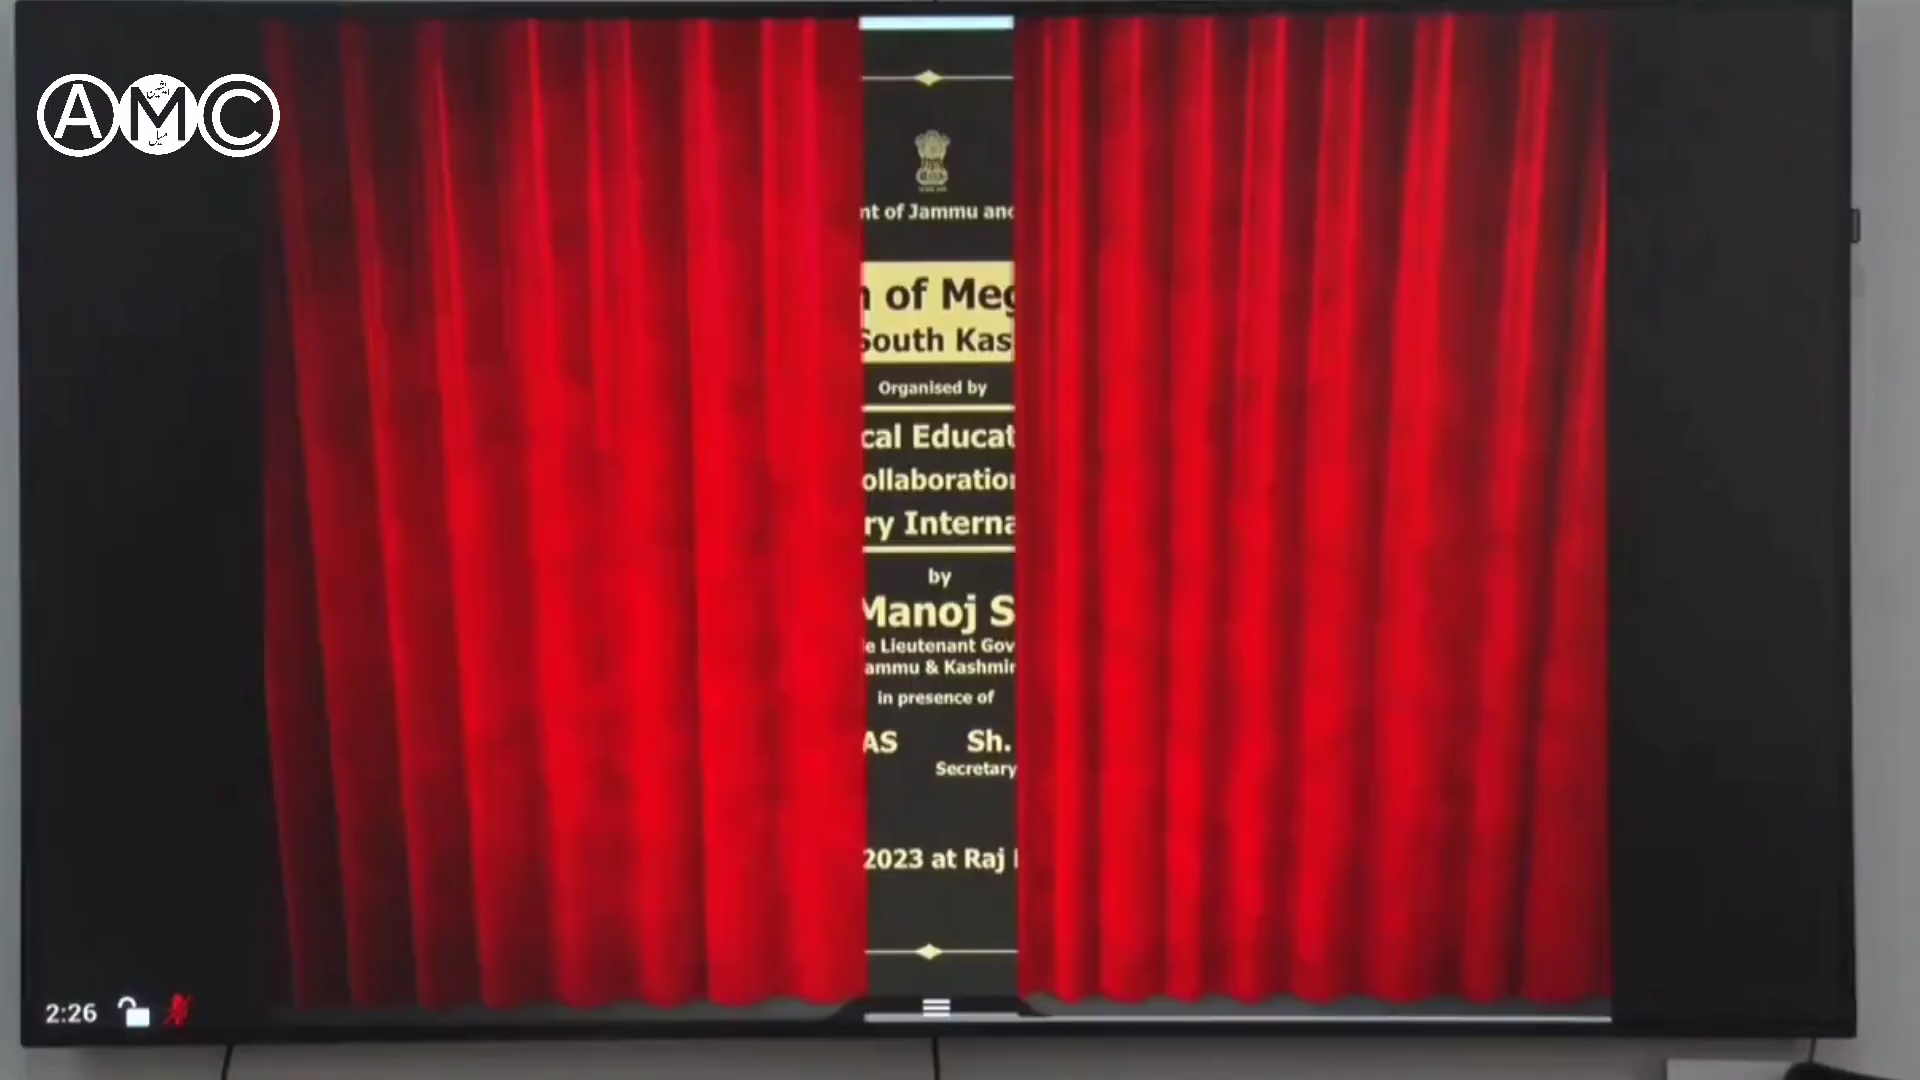 AMC
nt of Jammu and
n of Meg
South Kas
Organised by
cal Educat
ollaboration
ry Interna
by
Manoj S
le Lieutenant Gov
ammu & Kashmir
in presence of
AS Sh.
Secretary
2023 at Raj
2:26